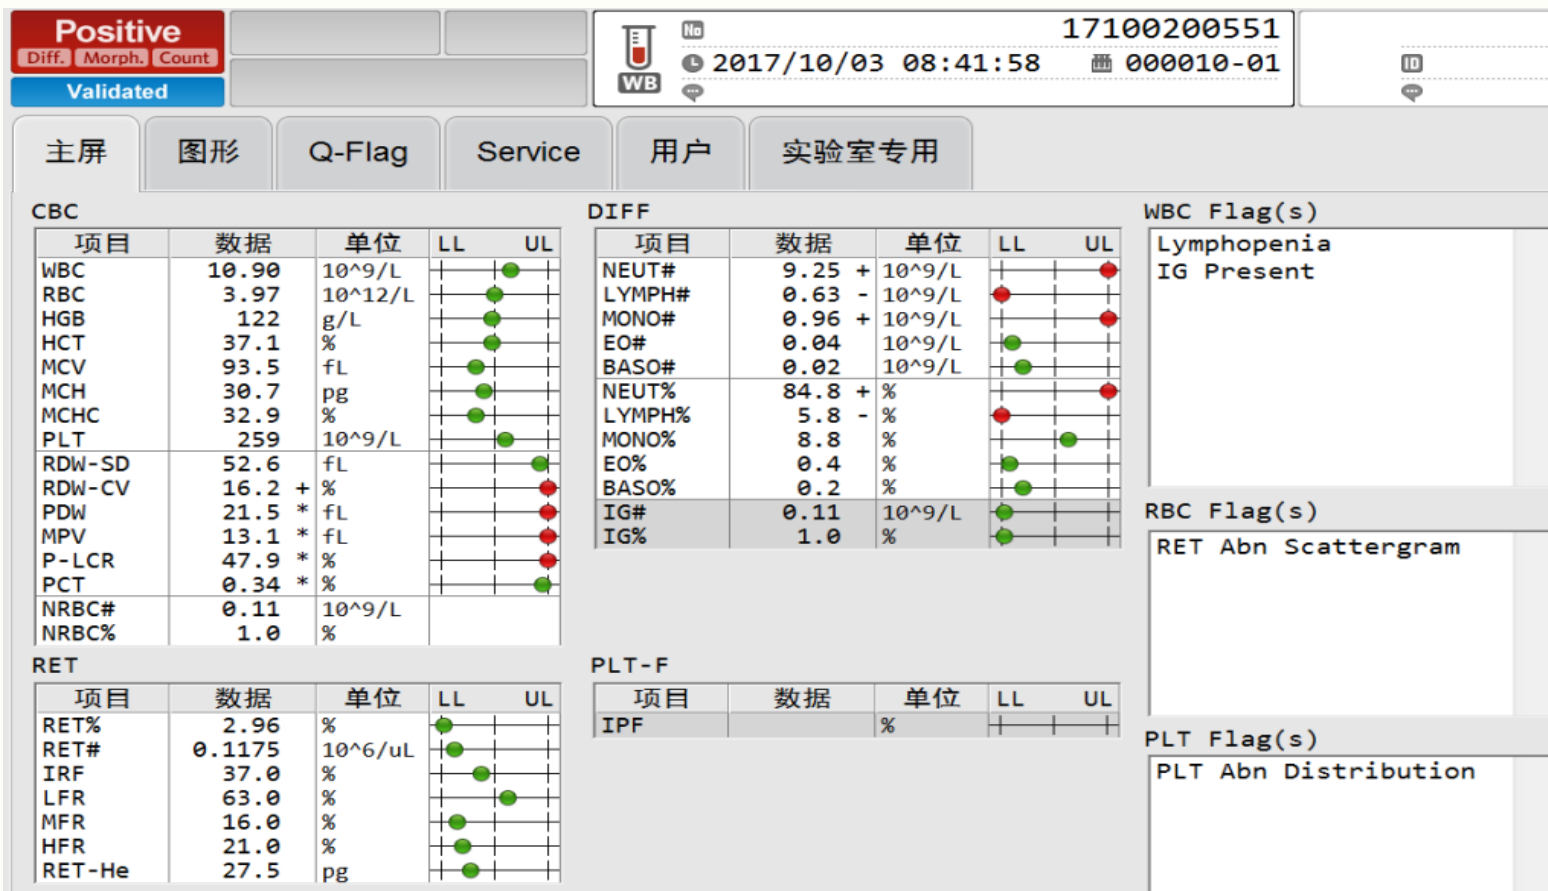 Positive
Diff. Morph. Count
Validated
WB
No 17100200551
2017/10/03 08:41:58 000010-01
ID
主屏 图形 Q-Flag Service 用户 实验室专用
CBC
项目 数据 单位 LL UL
WBC 10.90 10^9/L
RBC 3.97 10^12/L
HGB 122 g/L
HCT 37.1 %
MCV 93.5 fL
MCH 30.7 pg
MCHC 32.9 %
PLT 259 10^9/L
RDW-SD 52.6 fL
RDW-CV 16.2 + %
PDW 21.5 * fL
MPV 13.1 * fL
P-LCR 47.9 * %
PCT 0.34 * %
NRBC# 0.11 10^9/L
NRBC% 1.0 %
DIFF
项目 数据 单位 LL UL
NEUT# 9.25 + 10^9/L
LYMPH# 0.63 - 10^9/L
MONO# 0.96 + 10^9/L
EO# 0.04 10^9/L
BASO# 0.02 10^9/L
NEUT% 84.8 + %
LYMPH% 5.8 - %
MONO% 8.8 %
EO% 0.4 %
BASO% 0.2 %
IG# 0.11 10^9/L
IG% 1.0 %
WBC Flag(s)
Lymphopenia
IG Present
RBC Flag(s)
RET Abn Scattergram
RET
项目 数据 单位 LL UL
RET% 2.96 %
RET# 0.1175 10^6/uL
IRF 37.0 %
LFR 63.0 %
MFR 16.0 %
HFR 21.0 %
RET-He 27.5 pg
PLT-F
项目 数据 单位 LL UL
IPF %
PLT Flag(s)
PLT Abn Distribution